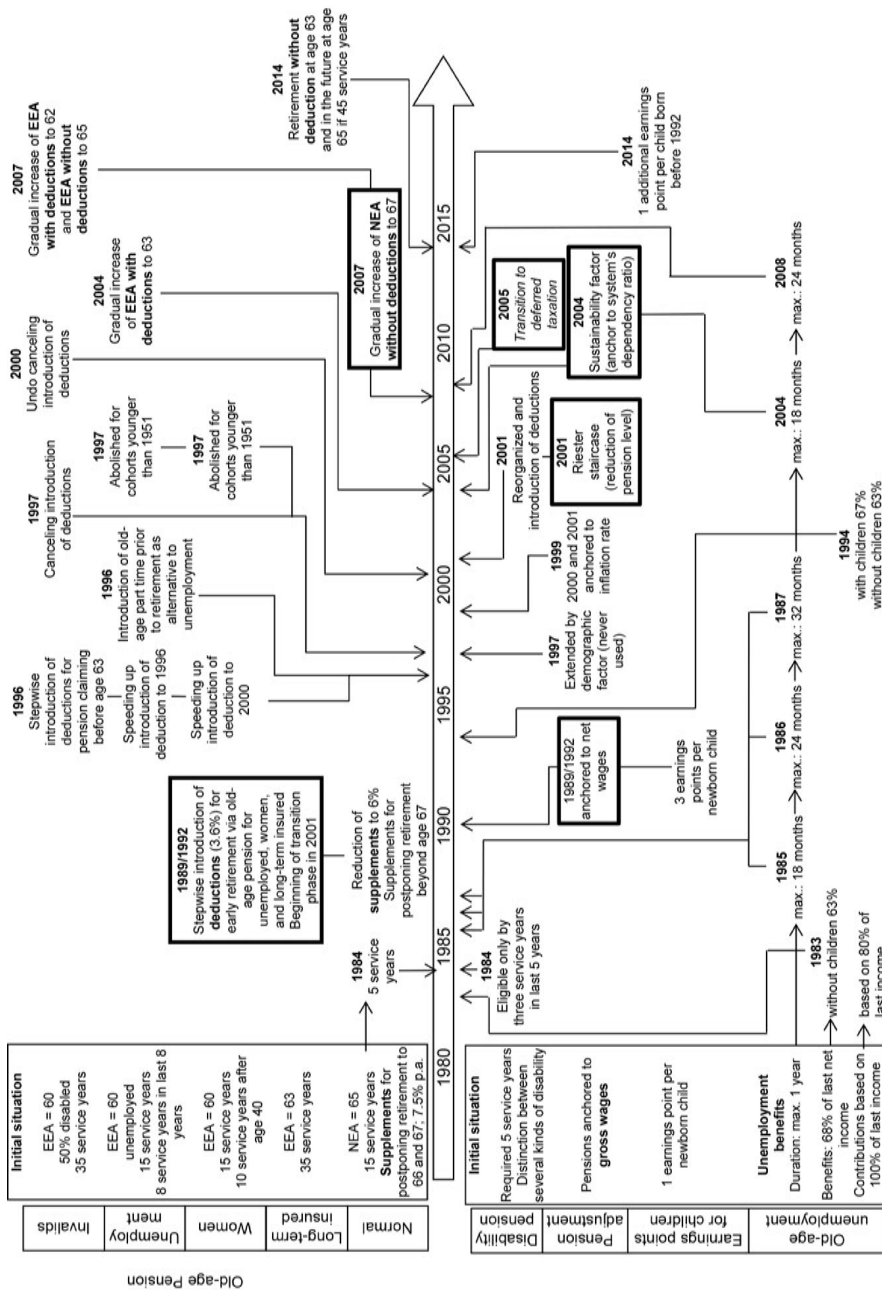 Old-age Pension
Invalids
Unemploy
ment
Women
Long-term
insured
Normal
Initial situation
EEA = 60
50% disabled
35 service years
EEA = 60
unemployed
15 service years
8 service years in last 8
years
EEA = 60
15 service years
10 service years after
age 40
EEA = 63
35 service years
NEA = 65
15 service years
Supplements for
postponing retirement to
66 and 67; 7.5% p.a.
1984
5 service
years
1989/1992
Stepwise introduction of
deductions (3.6%) for
early retirement via old-
age pension for
unemployed, women,
and long-term insured
Beginning of transition
phase in 2001
Reduction of
supplements to 6%
Supplements for
postponing retirement
beyond age 67
1996
Stepwise
introduction of
deductions for
pension claiming
before age 63
Speeding up
introduction of
deduction to 1996
Speeding up
introduction of
deduction to
2000
1996
Introduction of old-
age part time prior
to retirement as
alternative to
unemployment
1997
Canceling introduction
of deductions
1997
Abolished for
cohorts younger
than 1951
1997
Abolished for
cohorts younger
than 1951
2000
Undo canceling
introduction of
deductions
2004
Gradual increase
of EEA with
deductions to 63
2007
Gradual increase of EEA
with deductions to 62
and EEA without
deductions to 65
2007
Gradual increase of NEA
without deductions to 67
2014
Retirement without
deduction at age 63
and in the future at age
65 if 45 service years
1980
1985
1990
1995
2000
2005
2010
2015
Disability
pension
Pension
adjustment
Earnings points
for children
Old-age
unemployment
Initial situation
Required 5 service years
Distinction between
several kinds of disability
Pensions anchored to
gross wages
1 earnings point per
newborn child
Unemployment
benefits
Duration: max. 1 year
Benefits: 68% of last net
income
Contributions based on
100% of last income
1984
Eligible only by
three service years
in last 5 years
1983
without children 63%
based on 80% of
last income
1989/1992
anchored to net
wages
3 earnings
points per
newborn child
1997
Extended by
demographic
factor (never
used)
1999
2000 and 2001
anchored to
inflation rate
2001
Reorganized and
introduction of deductions
2001
Riester
staircase
(reduction of
pension level)
2005
Transition to
deferred
taxation
2004
Sustainability factor
(anchor to system's
dependency ratio)
2014
1 additional earnings
point per child born
before 1992
1985
max.: 18 months
1986
max.: 24 months
1987
max.: 32 months
1994
with children 67%
without children 63%
2004
max.: 18 months
2008
max.: 24 months